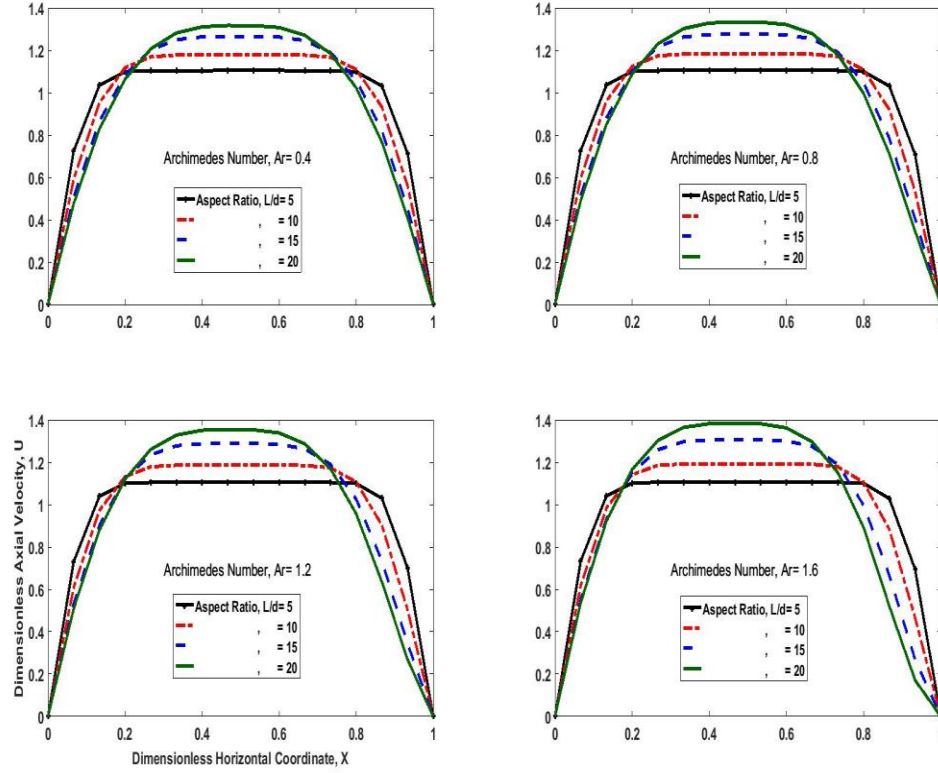 1.4
1.2
1
0.8
0.6
0.4
0.2
0
Archimedes Number, Ar= 0.4
Aspect Ratio, L/d= 5
, = 10
, = 15
, = 20
0 0.2 0.4 0.6 0.8 1
1.4
1.2
1
0.8
0.6
0.4
0.2
0
Archimedes Number, Ar= 0.8
Aspect Ratio, L/d= 5
, = 10
, = 15
, = 20
0 0.2 0.4 0.6 0.8 1
Dimensionless Axial Velocity, U
1.4
1.2
1
0.8
0.6
0.4
0.2
0
Archimedes Number, Ar= 1.2
Aspect Ratio, L/d= 5
, = 10
, = 15
, = 20
0 0.2 0.4 0.6 0.8 1
Dimensionless Horizontal Coordinate, X
1.4
1.2
1
0.8
0.6
0.4
0.2
0
Archimedes Number, Ar= 1.6
Aspect Ratio, L/d= 5
, = 10
, = 15
, = 20
0 0.2 0.4 0.6 0.8 1